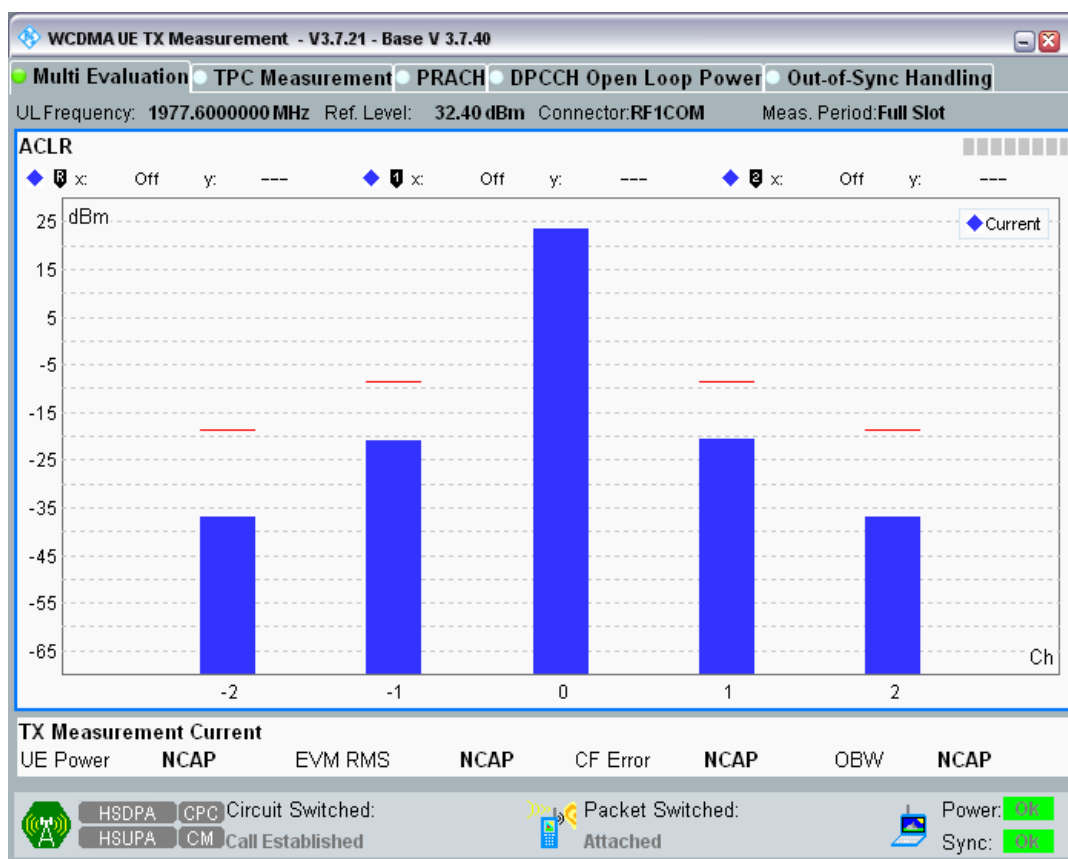 WCDMA UE TX Measurement - V3.7.21 - Base V 3.7.40
Multi Evaluation TPC Measurement PRACH DPCCH Open Loop Power Out-of-Sync Handling
UL Frequency: 1977.6000000 MHz Ref. Level: 32.40 dBm Connector: RF1COM Meas. Period: Full Slot
ACLR
R x: Off y: --- 1 x: Off y: --- 2 x: Off y: ---
dBm
Current
25
15
5
-5
-15
-25
-35
-45
-55
-65
Ch
-2 -1 0 1 2
TX Measurement Current
UE Power NCAP EVM RMS NCAP CF Error NCAP OBW NCAP
HSDPA CPC Circuit Switched: Packet Switched: Power: OK
HSUPA CM Call Established Attached Sync: OK